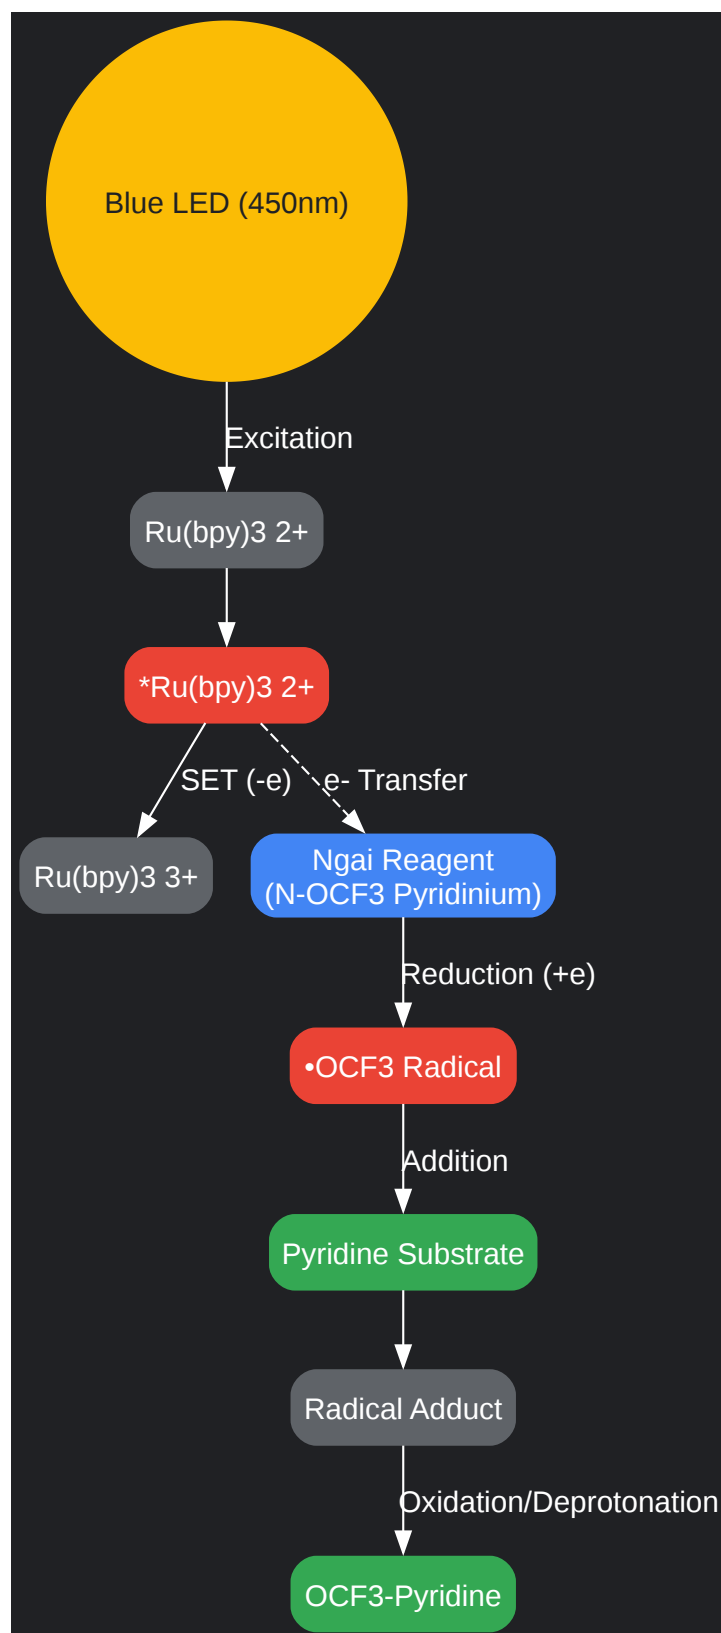 Blue LED (450nm)
Excitation
Ru(bpy)3 2+
*Ru(bpy)3 2+
SET (-e)
e- Transfer
Ru(bpy)3 3+
Ngai Reagent
(N-OCF3 Pyridinium)
Reduction (+e)
•OCF3 Radical
Addition
Pyridine Substrate
Radical Adduct
Oxidation/Deprotonation
OCF3-Pyridine